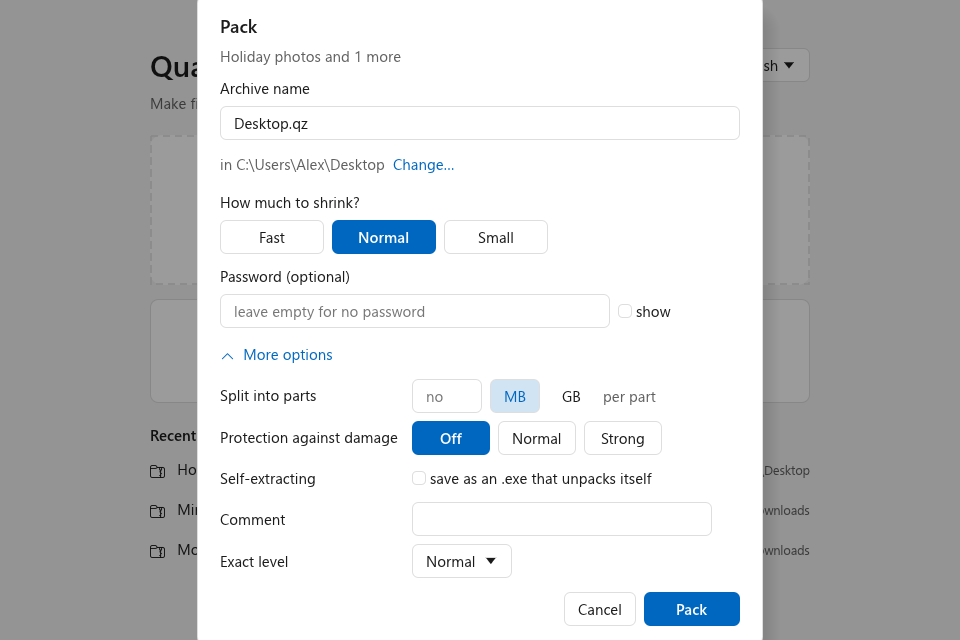 Pack
Holiday photos and 1 more
Archive name
Desktop.qz
in C:\Users\Alex\Desktop Change...
How much to shrink?
Fast Normal Small
Password (optional)
leave empty for no password show
More options
Split into parts no MB GB per part
Protection against damage Off Normal Strong
Self-extracting save as an .exe that unpacks itself
Comment
Exact level Normal
Cancel Pack
Make
Recent
Desktop